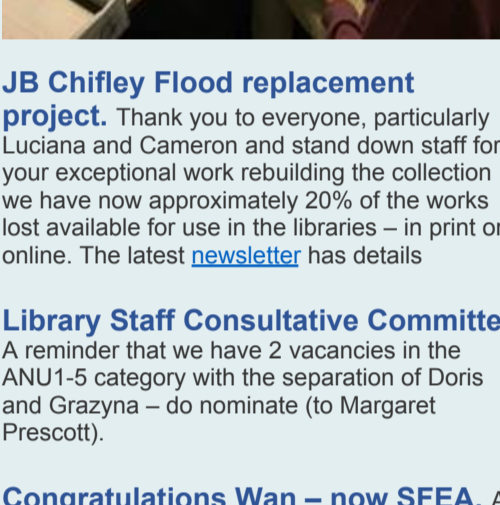 JB Chifley Flood replacement
project. Thank you to everyone, particularly
Luciana and Cameron and stand down staff for
your exceptional work rebuilding the collection
we have now approximately 20% of the works
lost available for use in the libraries – in print or
online. The latest newsletter has details
Library Staff Consultative Committe
A reminder that we have 2 vacancies in the
ANU1-5 category with the separation of Doris
and Grazyna – do nominate (to Margaret
Prescott).
Congratulations Wan – now SFEA. A